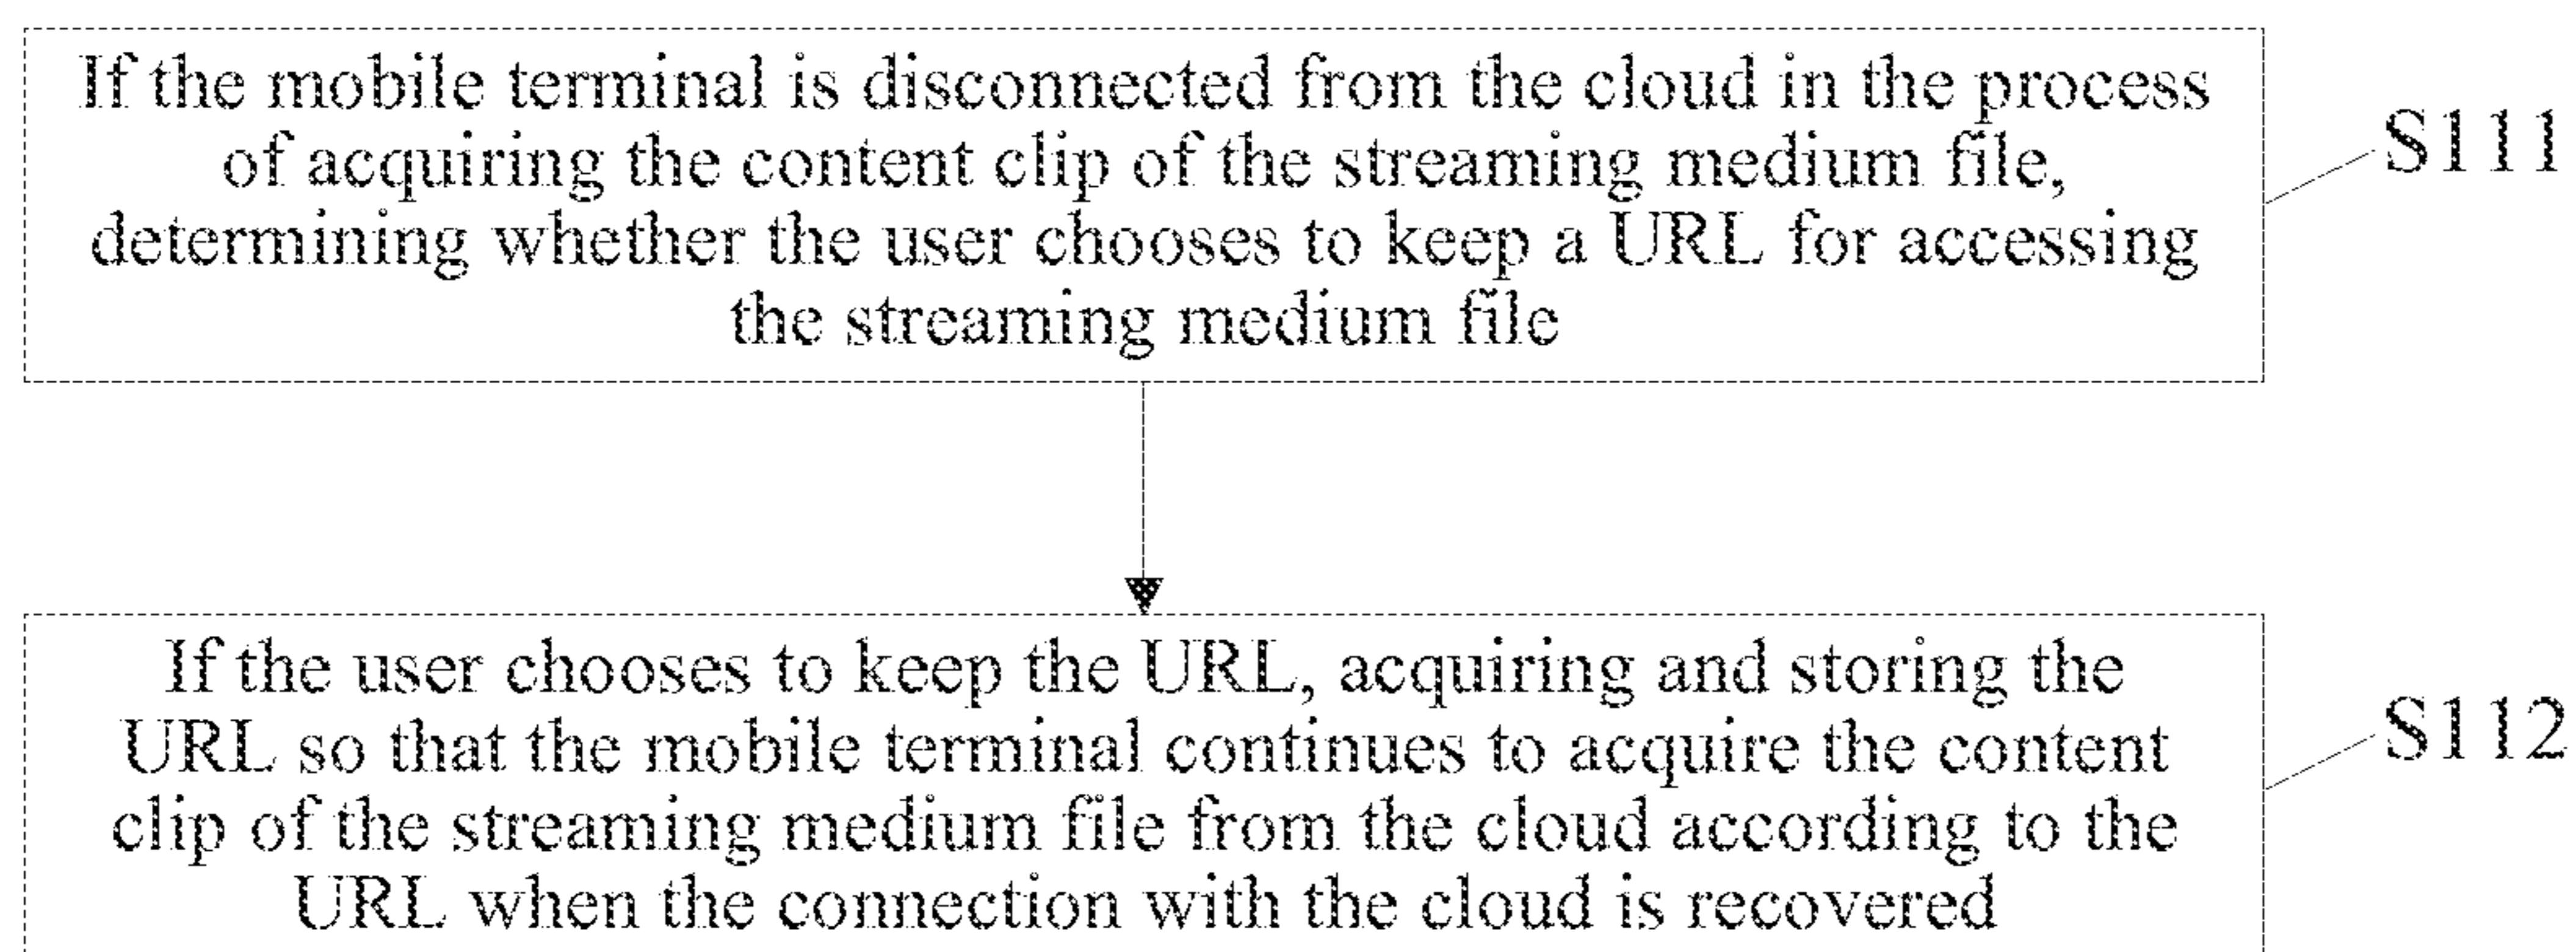 If the mobile terminal is disconnected from the cloud in the process
of acquiring the content clip of the streaming medium file,
determining whether the user chooses to keep a URL for accessing
the streaming medium file
S111
If the user chooses to keep the URL, acquiring and storing the
URL so that the mobile terminal continues to acquire the content
clip of the streaming medium file from the cloud according to the
URL when the connection with the cloud is recovered
S112